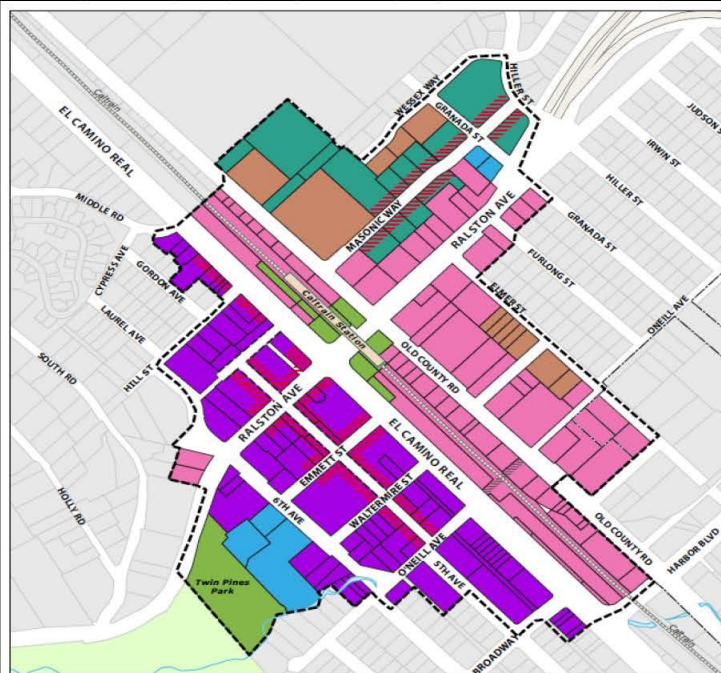 Caltrain
EL CAMINO REAL
MIDDLE RD
CYPRESS AVE
GORDON AVE
LAUREL AVE
HILL ST
SOUTH RD
HOLLY RD
WESSEX WAY
GRANADA ST
HILLER ST
MASONIC WAY
RALSTON AVE
JUDSON S
IRWIN ST
HILLER ST
GRANADA ST
FURLONG ST
ELMER ST
ONEILL AVE
Caltrain Station
OLD COUNTY RD
RALSTON AVE
EL CAMINO REAL
EMMETT ST
WALTERMIRE ST
6TH AVE
O'NEILL AVE
5TH AVE
Twin Pines
Park
BROADWAY
OLD COUNTY RD
HARBOR BLVD
Caltrain